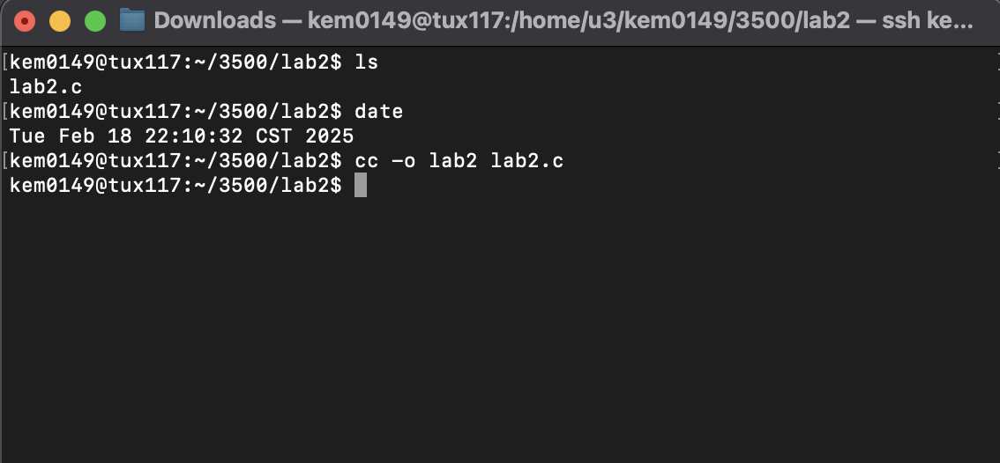 Downloads — kem0149@tux117:/home/u3/kem0149/3500/lab2 — ssh ke...
[kem0149@tux117:~/3500/lab2$ ls
lab2.c
[kem0149@tux117:~/3500/lab2$ date
Tue Feb 18 22:10:32 CST 2025
[kem0149@tux117:~/3500/lab2$ cc -o lab2 lab2.c
kem0149@tux117:~/3500/lab2$